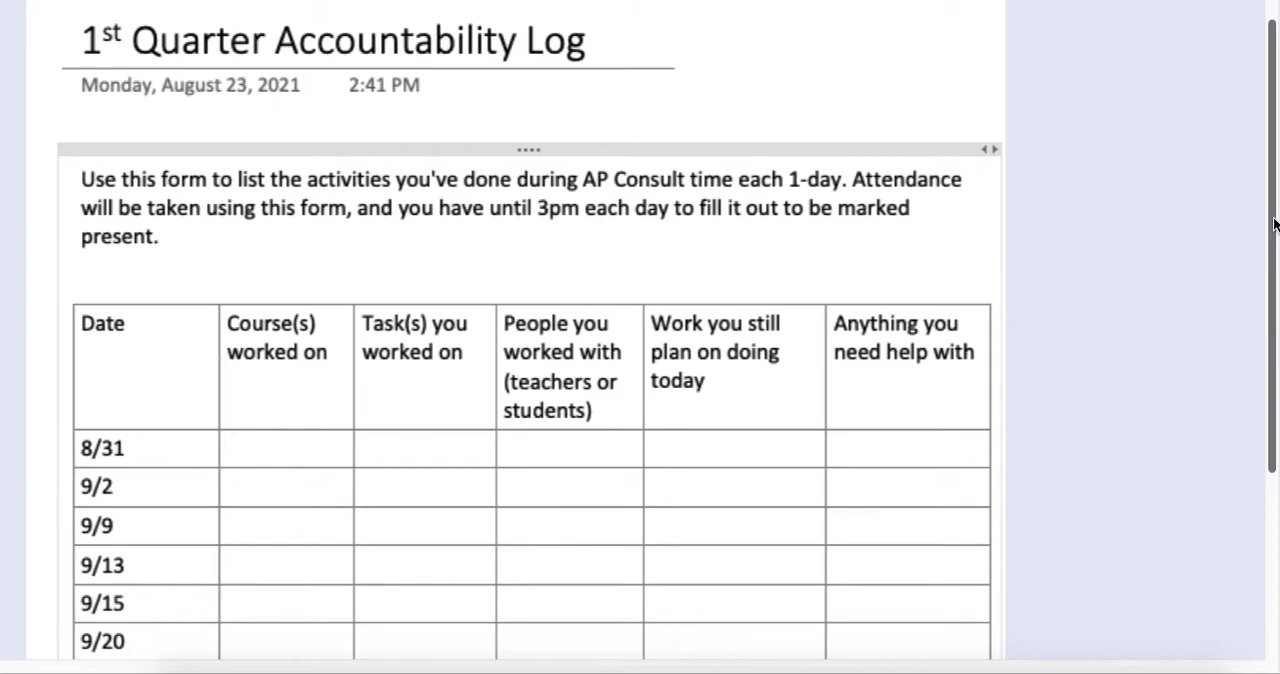 1st Quarter Accountability Log
Monday, August 23, 2021 2:41 PM
Use this form to list the activities you've done during AP Consult time each 1-day. Attendance
will be taken using this form, and you have until 3pm each day to fill it out to be marked
present.
Date
Course(s)
worked on
Task(s) you
worked on
People you
worked with
(teachers or
students)
Work you still
plan on doing
today
Anything you
need help with
8/31
9/2
9/9
9/13
9/15
9/20